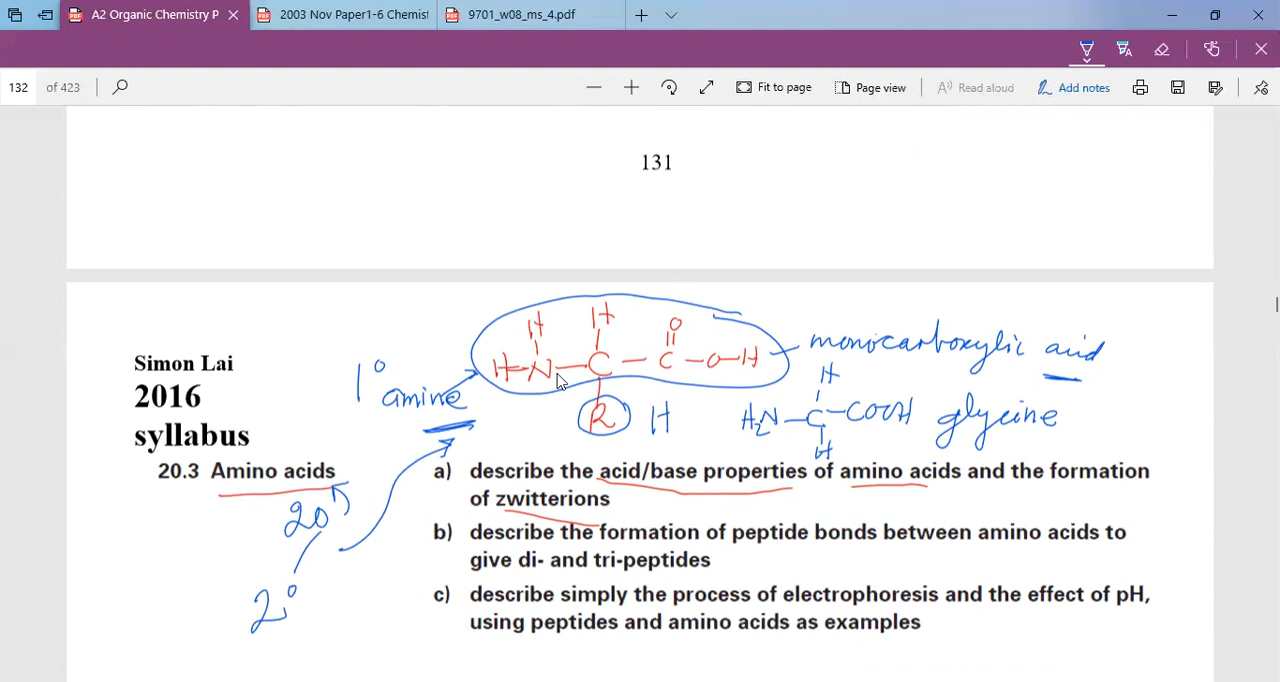 A2 Organic Chemistry P
2003 Nov Paper1-6 Chemist
9701_w08_ms_4.pdf
132 of 423
Fit to page
Page view
Read aloud
Add notes
131
H H O
H-N-C-C-O-H
R
H
monocarboxylic acid
1° amine
H
H₂N-C-COOH glycine
H
Simon Lai
2016
syllabus
20.3 Amino acids
20
2°
a) describe the acid/base properties of amino acids and the formation
of zwitterions
b) describe the formation of peptide bonds between amino acids to
give di- and tri-peptides
c) describe simply the process of electrophoresis and the effect of pH,
using peptides and amino acids as examples